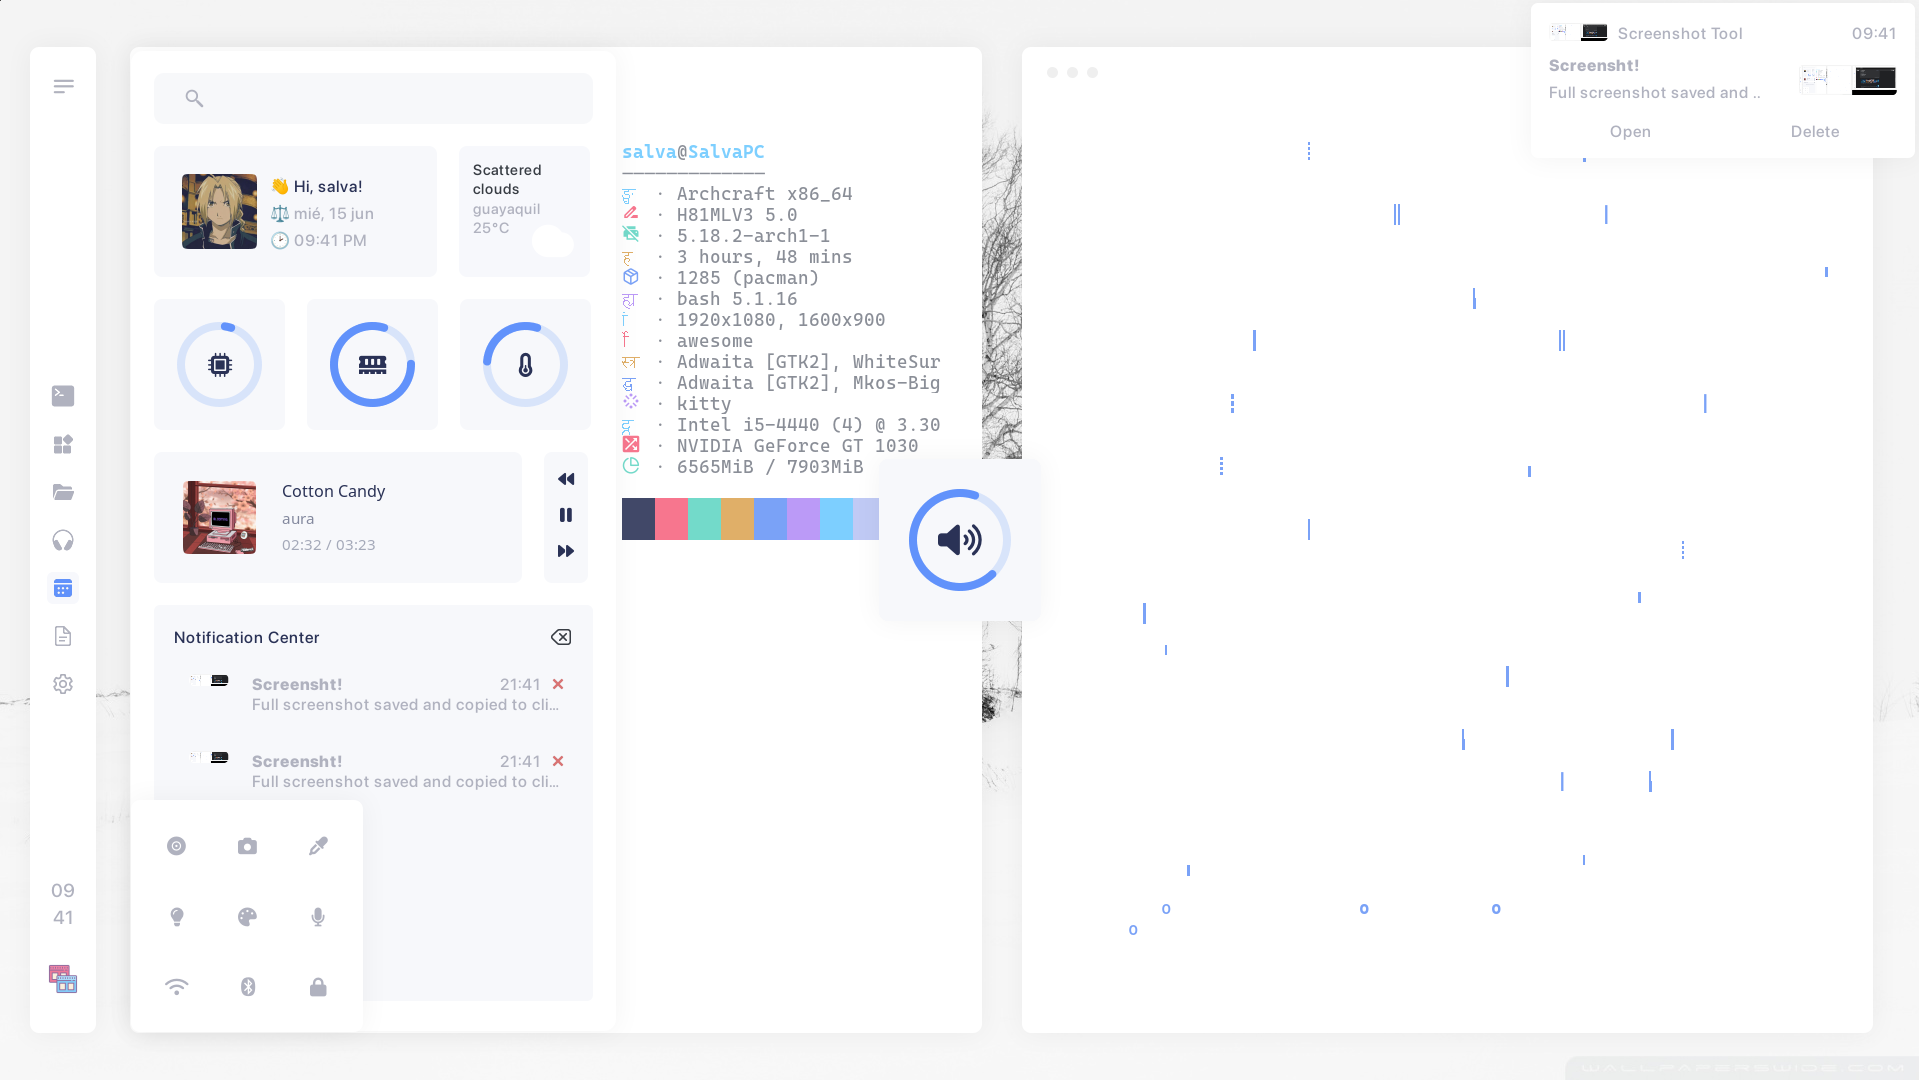 09
41
Hi, salva!
mié, 15 jun
09:41 PM
Scattered
clouds
guayaquil
25°C
Cotton Candy
aura
02:32 / 03:23
Notification Center
Screensht! 21:41
Full screenshot saved and copied to cli...
Screensht! 21:41
Full screenshot saved and copied to cli...
salva@SalvaPC
· Archcraft x86_64
· H81MLV3 5.0
· 5.18.2-arch1-1
· 3 hours, 48 mins
· 1285 (pacman)
· bash 5.1.16
· 1920x1080, 1600x900
· awesome
· Adwaita [GTK2], WhiteSur
· Adwaita [GTK2], Mkos-Big
· kitty
· Intel i5-4440 (4) @ 3.30
· NVIDIA GeForce GT 1030
· 6565MiB / 7903MiB
Screenshot Tool 09:41
Screensht!
Full screenshot saved and ..
Open Delete
o o o
o
WALLPAPERSWIDE.COM